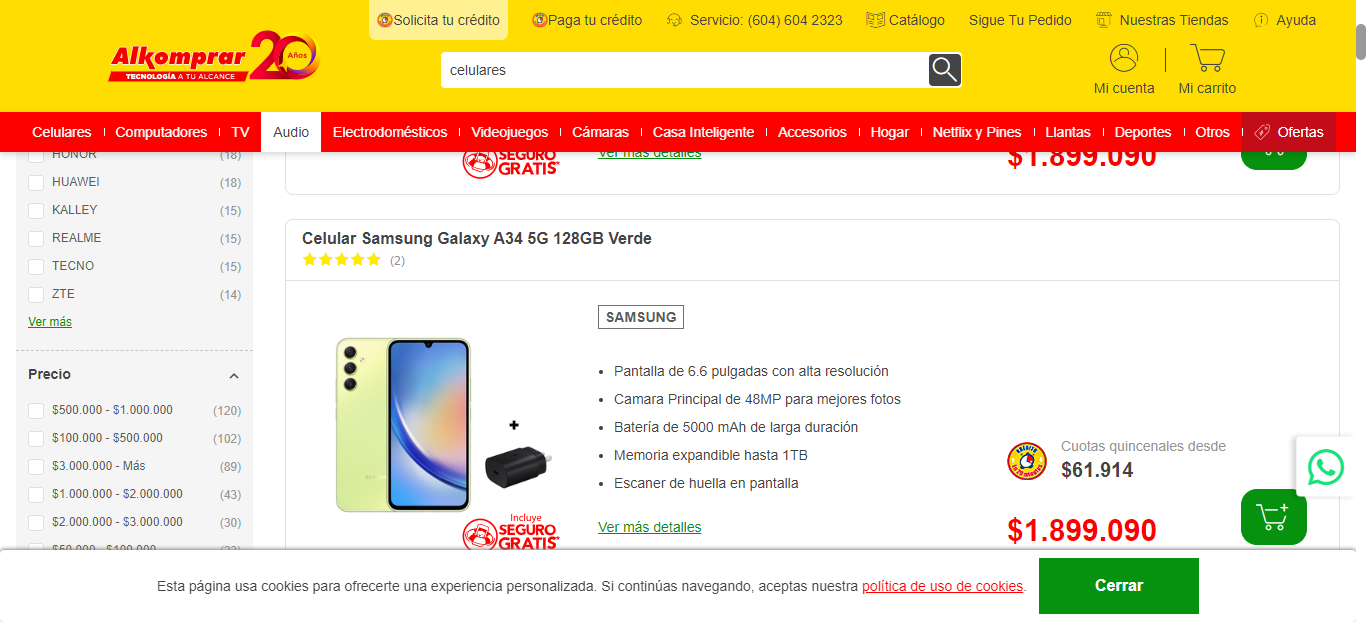 Solicita tu crédito
Paga tu crédito
Servicio: (604) 604 2323
Catálogo
Sigue Tu Pedido
Nuestras Tiendas
Ayuda
Alkomprar 20 Años
TECNOLOGÍA A TU ALCANCE
celulares
Mi cuenta
Mi carrito
Celulares
Computadores
TV
Audio
Electrodomésticos
Videojuegos
Cámaras
Casa Inteligente
Accesorios
Hogar
Netflix y Pines
Llantas
Deportes
Otros
Ofertas
HONOR (18)
HUAWEI (18)
KALLEY (15)
REALME (15)
TECNO (15)
ZTE (14)
Ver más
Precio
$500.000 - $1.000.000 (120)
$100.000 - $500.000 (102)
$3.000.000 - Más (89)
$1.000.000 - $2.000.000 (43)
$2.000.000 - $3.000.000 (30)
$50.000 - $100.000
SEGURO
GRATIS*
Ver más detalles
$1.899.090
Celular Samsung Galaxy A34 5G 128GB Verde
(2)
SAMSUNG
Pantalla de 6.6 pulgadas con alta resolución
Camara Principal de 48MP para mejores fotos
Batería de 5000 mAh de larga duración
Memoria expandible hasta 1TB
Escaner de huella en pantalla
Ver más detalles
+
Incluye
SEGURO
GRATIS*
Cuotas quincenales desde
$61.914
$1.899.090
Esta página usa cookies para ofrecerte una experiencia personalizada. Si continúas navegando, aceptas nuestra política de uso de cookies.
Cerrar